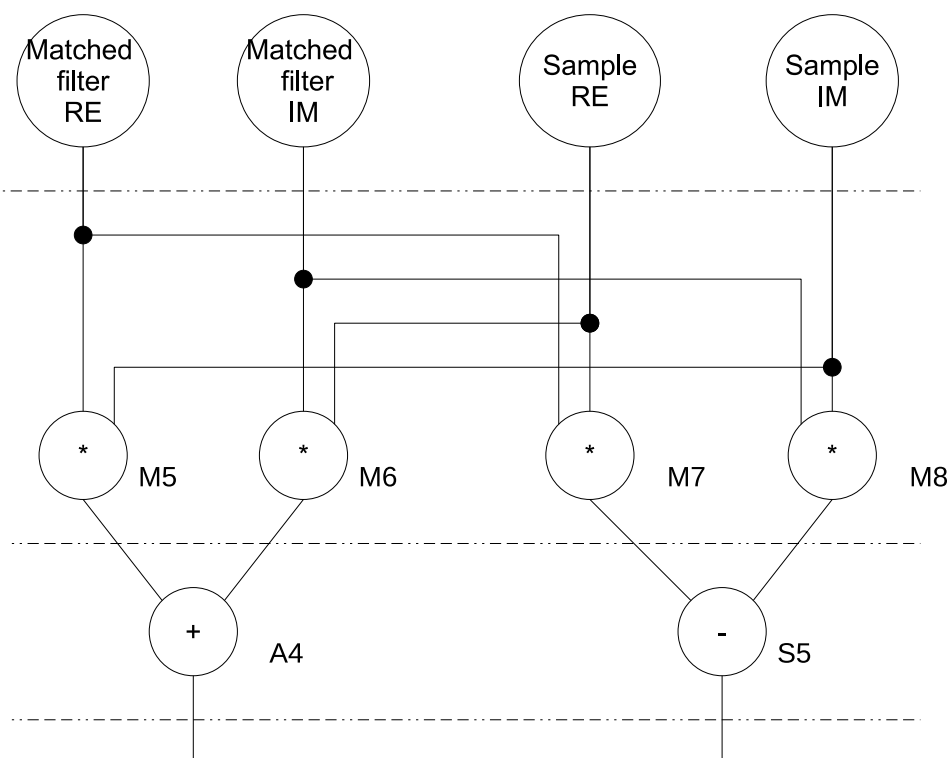 Matched
filter
RE
Matched
filter
IM
Sample
RE
Sample
IM
*
M5
*
M6
*
M7
*
M8
+
A4
-
S5